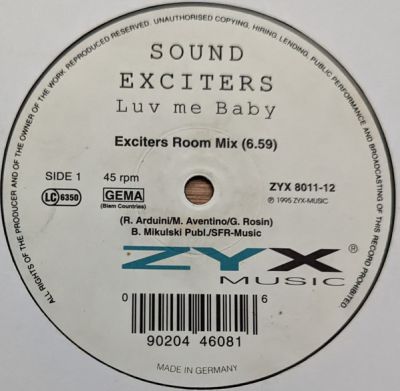 ALL RIGHTS OF THE PRODUCER AND OF THE OWNER OF THE WORK REPRODUCED RESERVED. UNAUTHORISED COPYING, HIRING, LENDING, PUBLIC PERFORMANCE AND BROADCASTING OF THIS RECORD PROHIBITED.
SOUND
EXCITERS
Luv me Baby
Exciters Room Mix (6.59)
SIDE 1
45 rpm
ZYX 8011-12
LC 6350
GEMA
(Biem Countries)
℗ 1995 ZYX-MUSIC
(R. Arduini/M. Aventino/G. Rosin)
B. Mikulski Publ./SFR-Music
ZYX ®
MUSIC
0 6
90204 46081
MADE IN GERMANY